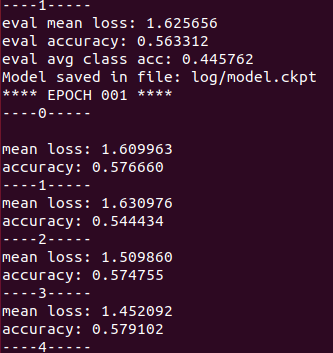 ----1-----
eval mean loss: 1.625656
eval accuracy: 0.563312
eval avg class acc: 0.445762
Model saved in file: log/model.ckpt
**** EPOCH 001 ****
----0-----
mean loss: 1.609963
accuracy: 0.576660
----1-----
mean loss: 1.630976
accuracy: 0.544434
----2-----
mean loss: 1.509860
accuracy: 0.574755
----3-----
mean loss: 1.452092
accuracy: 0.579102
----4-----